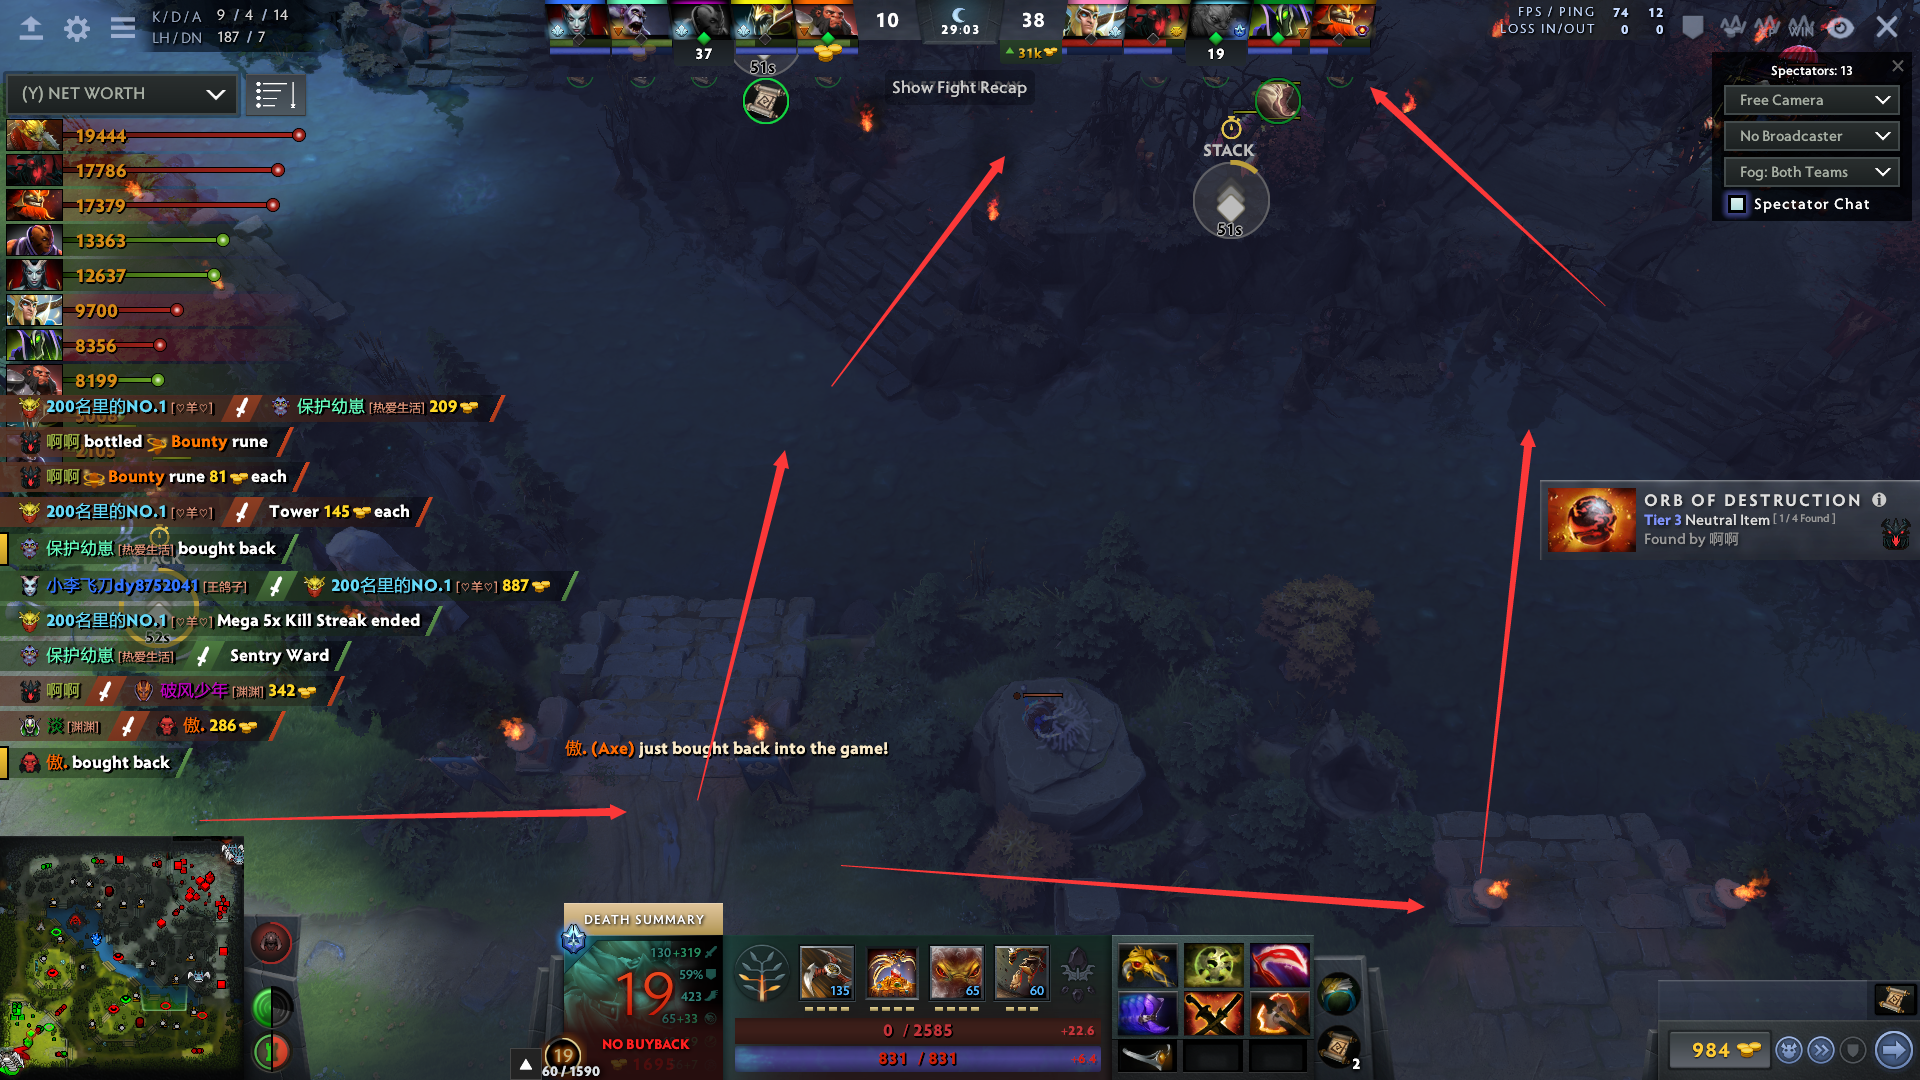 K / D / A 9 / 4 / 14
LH / DN 187 / 7
10
29:03
38
31k
37
19
51s
FPS / PING 74 12
LOSS IN/OUT 0 0
Show Fight Recap
Spectators: 13
Free Camera
No Broadcaster
Fog: Both Teams
Spectator Chat
(Y) NET WORTH
19444
17786
17379
13363
12637
9700
8356
8199
STACK
51s
200名里的NO.1 [♡羊♡] 保护幼崽 [热爱生活] 209
啊啊 bottled Bounty rune
啊啊 Bounty rune 81 each
200名里的NO.1 [♡羊♡] Tower 145 each
保护幼崽 [热爱生活] bought back
小李飞刀dy8752041 [王鸽子] 200名里的NO.1 [♡羊♡] 887
200名里的NO.1 [♡羊♡] Mega 5x Kill Streak ended
52s
保护幼崽 [热爱生活] Sentry Ward
啊啊 破风少年 [渊渊] 342
淡 [渊渊] 傲. 286
傲. bought back
ORB OF DESTRUCTION
Tier 3 Neutral Item [ 1 / 4 Found ]
Found by 啊啊
傲. (Axe) just bought back into the game!
DEATH SUMMARY
130+319
59%
423
65+33
19
NO BUYBACK
1695
19
60 / 1590
135
65
60
0 / 2585 +22.6
831 / 831 +6.4
2
984